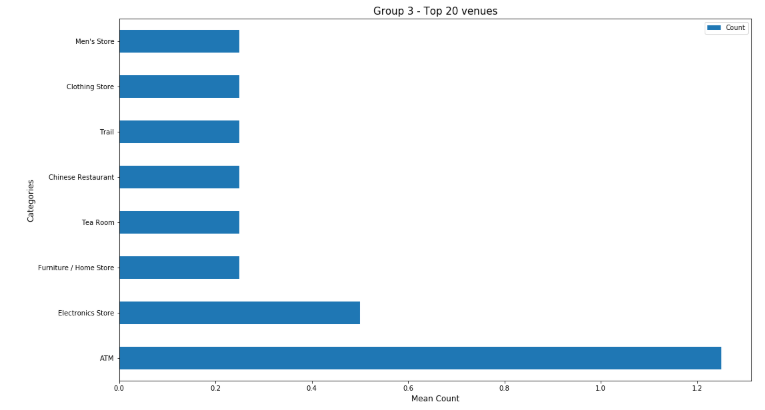 Group 3 - Top 20 venues
Count
Categories
Men's Store
Clothing Store
Trail
Chinese Restaurant
Tea Room
Furniture / Home Store
Electronics Store
ATM
0.0 0.2 0.4 0.6 0.8 1.0 1.2
Mean Count